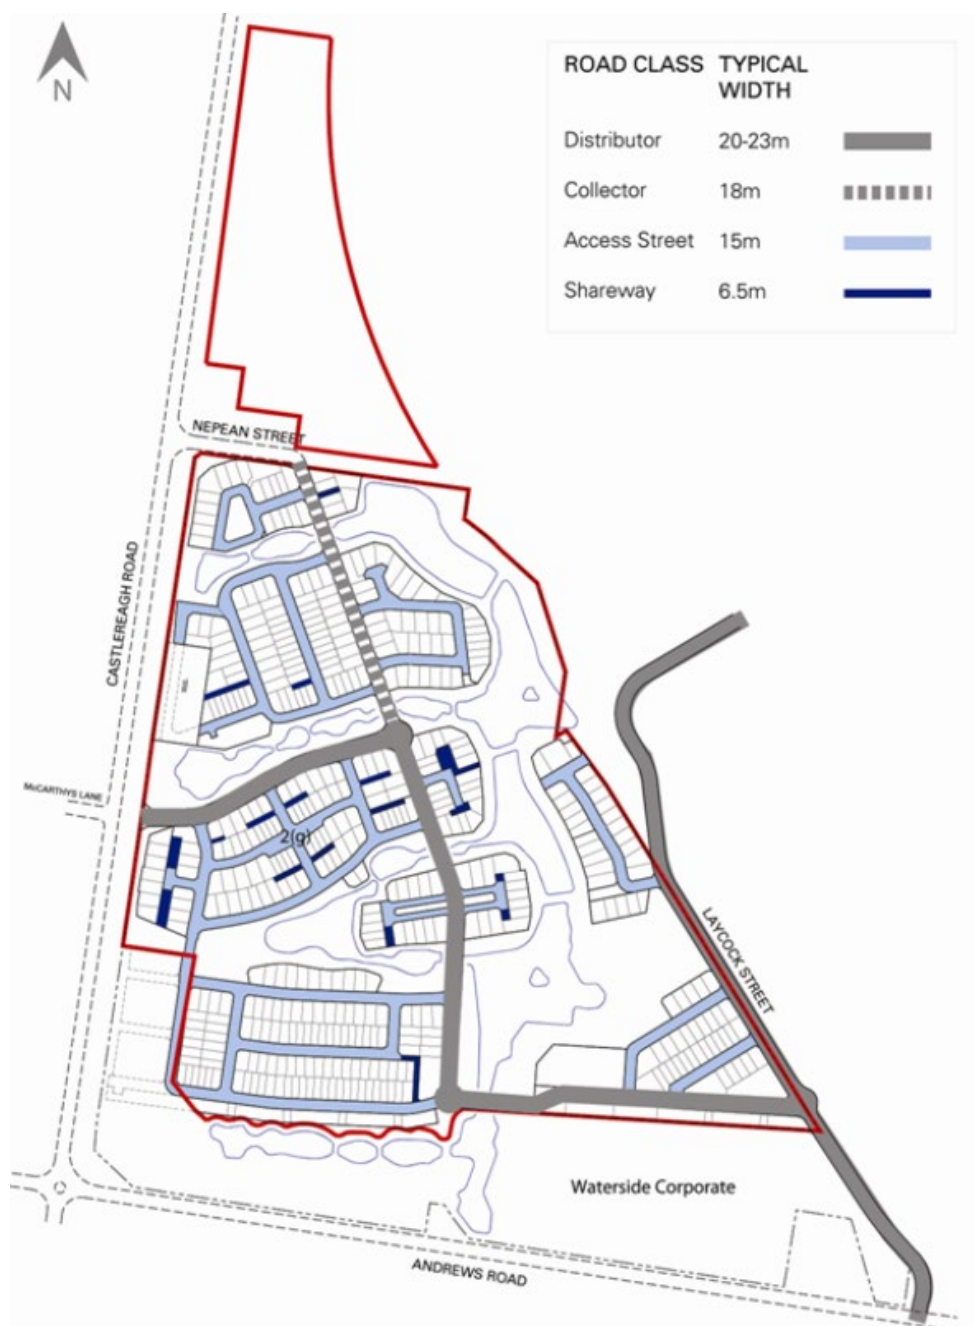 N
ROAD CLASS TYPICAL WIDTH
Distributor 20-23m
Collector 18m
Access Street 15m
Shareway 6.5m
NEPEAN STREET
CASTLEREAGH ROAD
McCARTHYS LANE
2(g)
LAYCOCK STREET
Waterside Corporate
ANDREWS ROAD